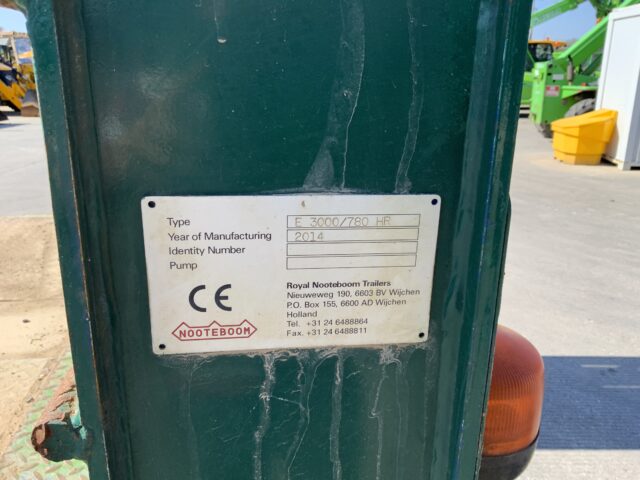 Type E 3000/780 HR
Year of Manufacturing 2014
Identity Number
Pump
CE
NOOTEBOOM
Royal Nooteboom Trailers
Nieuweweg 190, 6603 BV Wijchen
P.O. Box 155, 6600 AD Wijchen
Holland
Tel. +31 24 6488864
Fax. +31 24 6488811